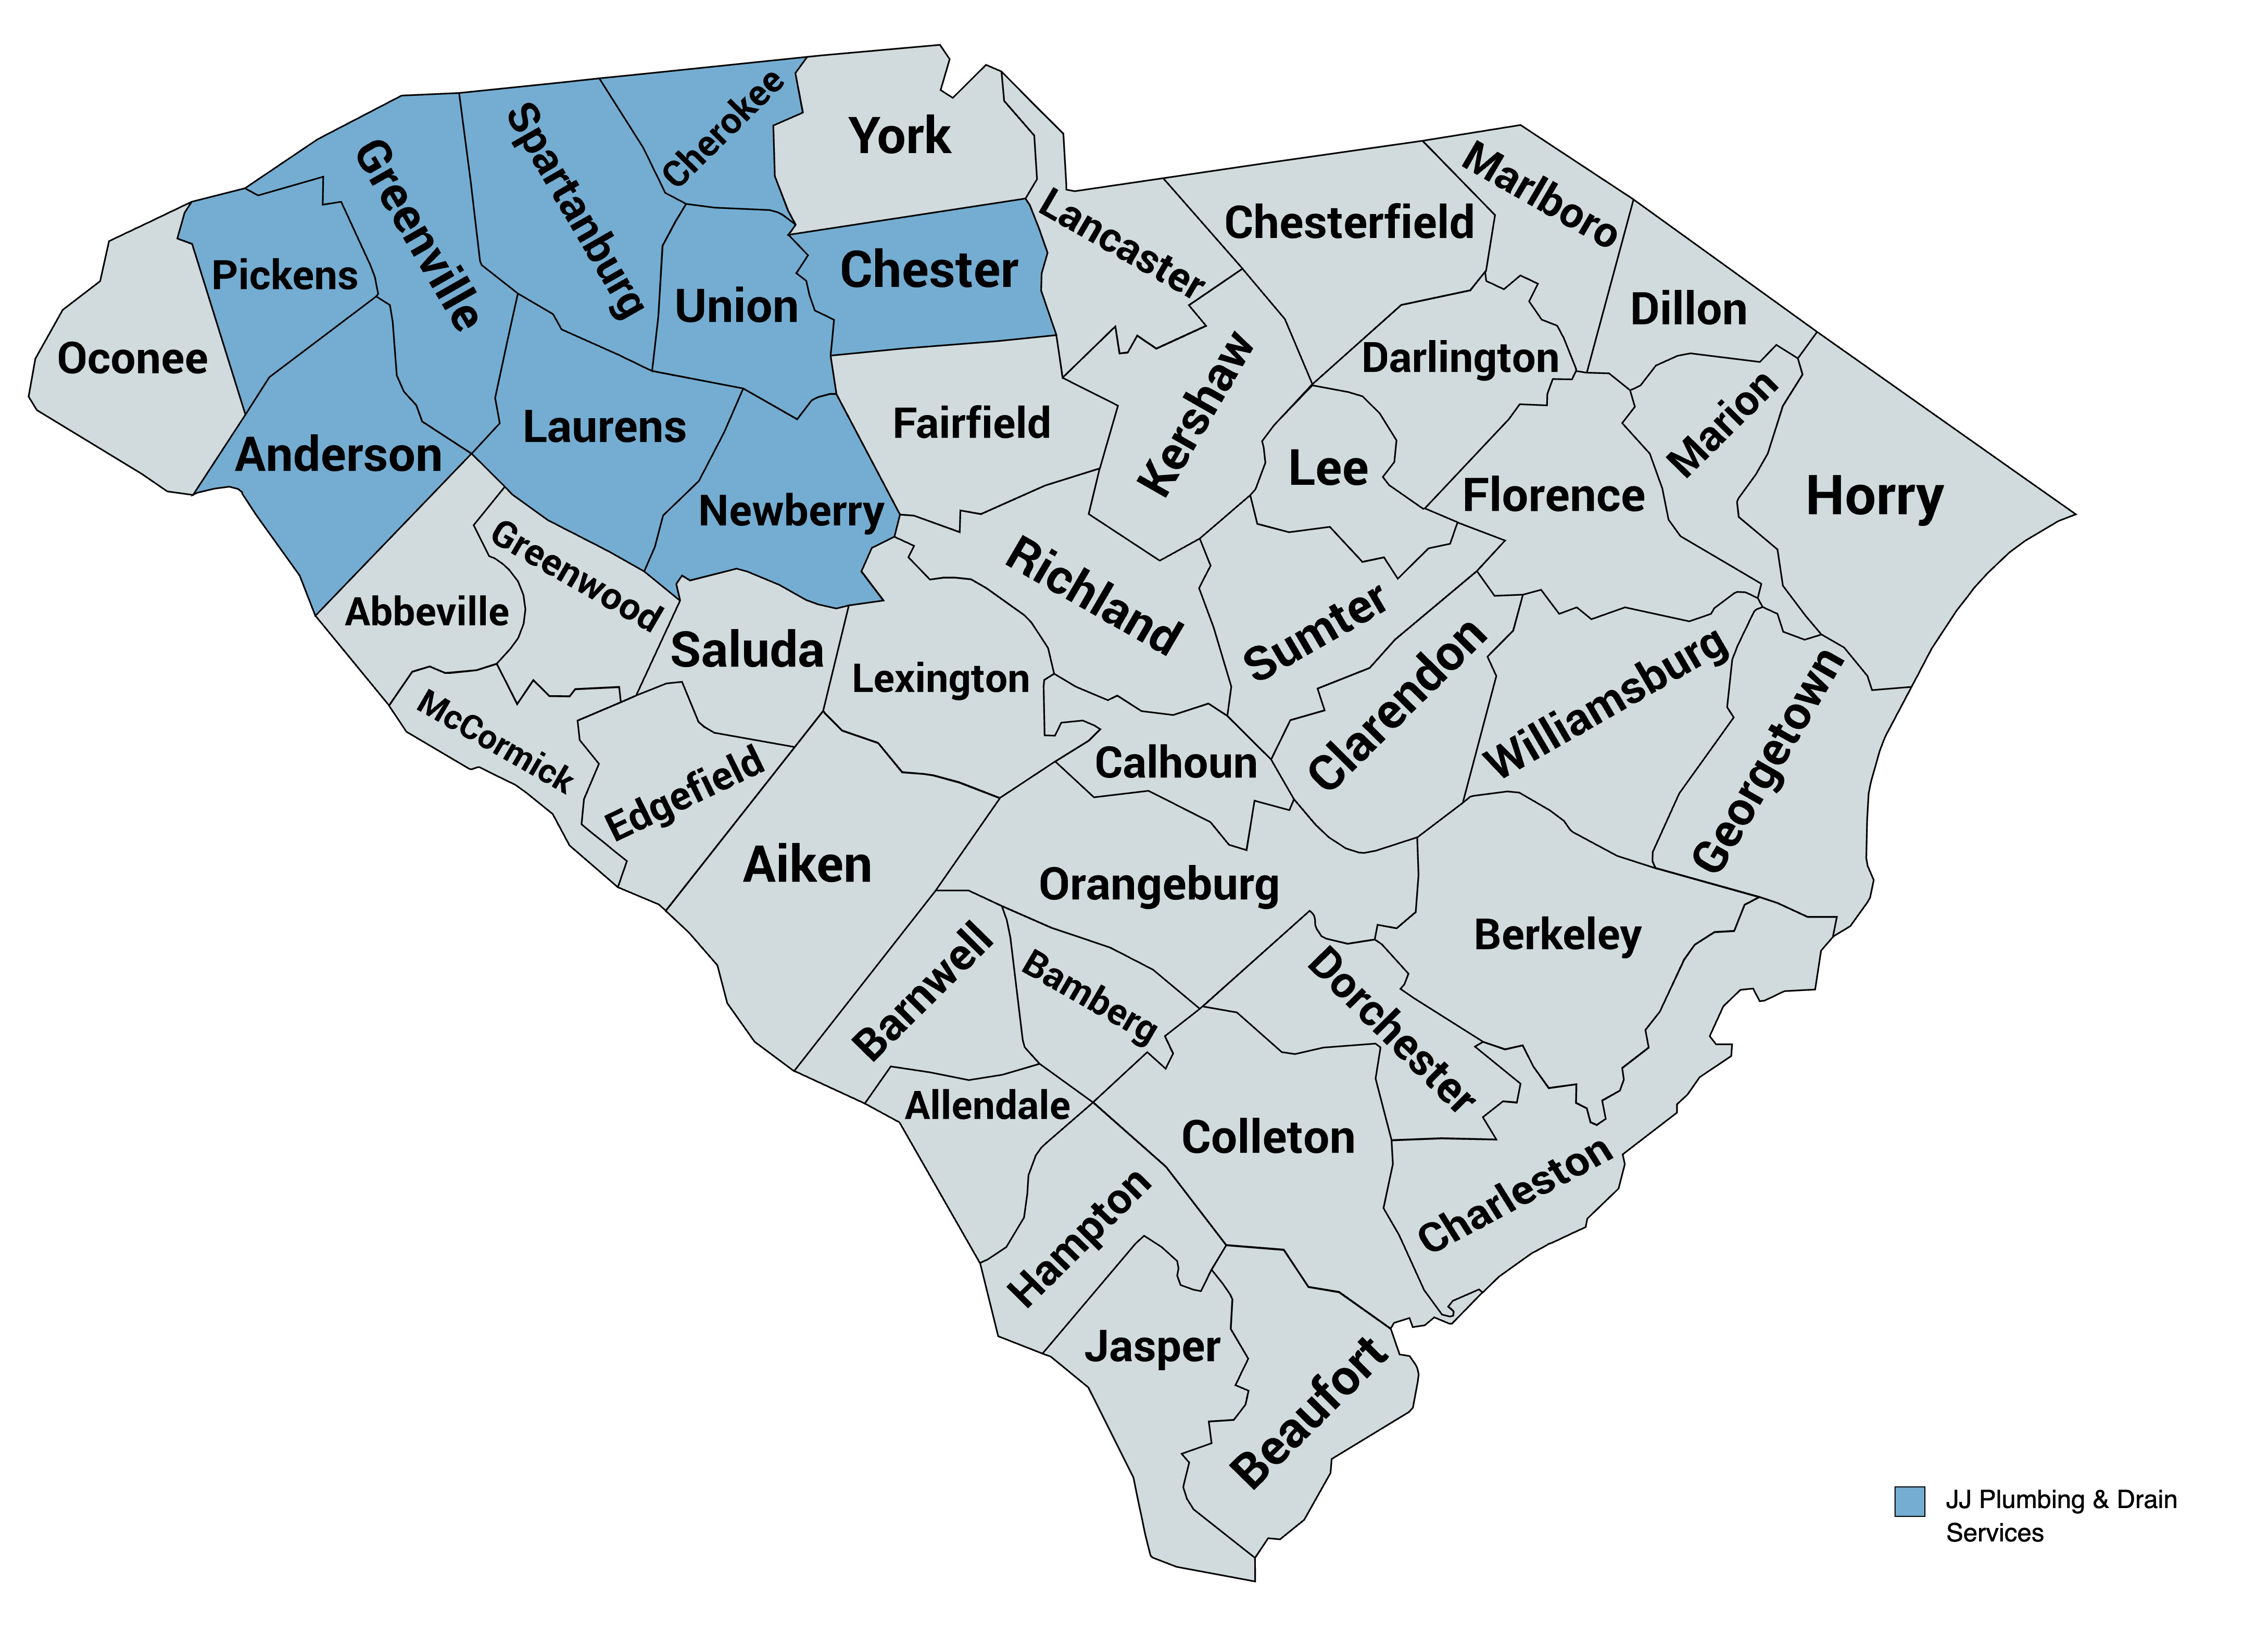 York
Cherokee
Spartanburg
Greenville
Pickens
Oconee
Anderson
Laurens
Union
Chester
Newberry
Lancaster
Chesterfield
Marlboro
Dillon
Darlington
Marion
Horry
Florence
Lee
Kershaw
Fairfield
Richland
Sumter
Clarendon
Williamsburg
Georgetown
Greenwood
Abbeville
Saluda
Lexington
McCormick
Edgefield
Calhoun
Aiken
Orangeburg
Berkeley
Barnwell
Bamberg
Dorchester
Allendale
Colleton
Charleston
Hampton
Jasper
Beaufort
JJ Plumbing & Drain
Services